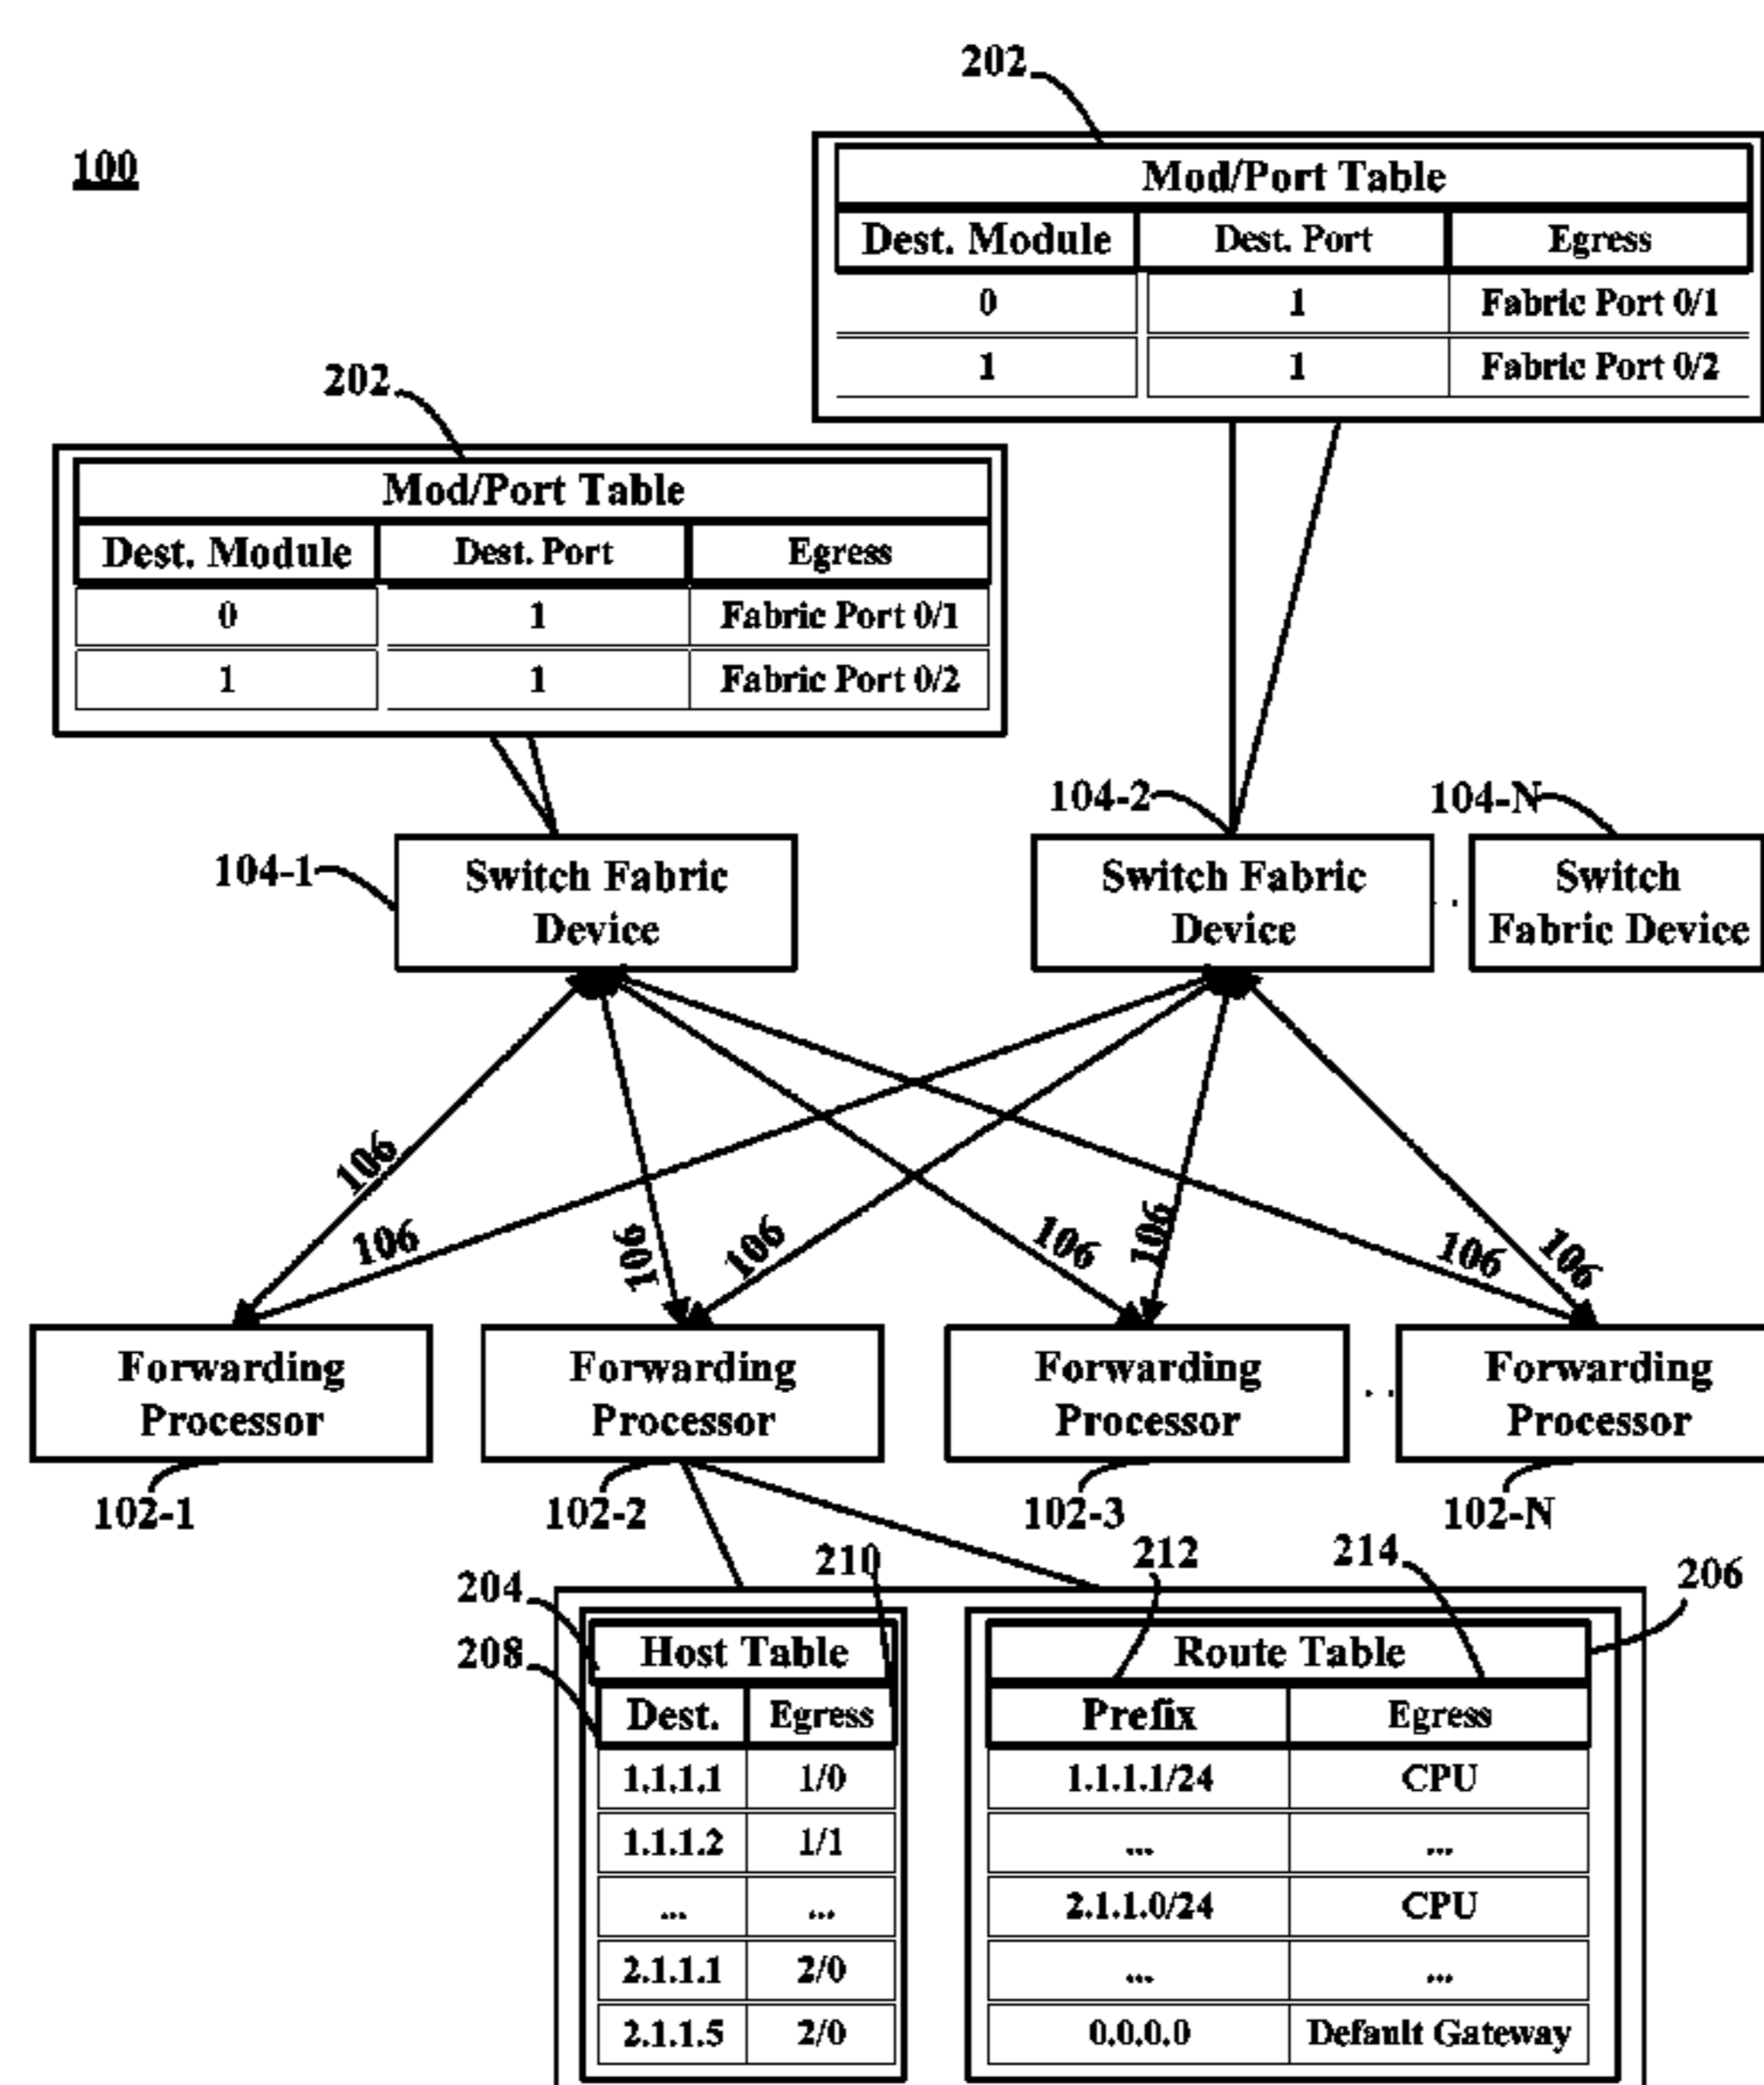 202
100
Mod/Port Table
Dest. Module Dest. Port Egress
0 1 Fabric Port 0/1
1 1 Fabric Port 0/2
202
Mod/Port Table
Dest. Module Dest. Port Egress
0 1 Fabric Port 0/1
1 1 Fabric Port 0/2
104-2 104-N
104-1
Switch Fabric
Device
Switch Fabric
Device
Switch
Fabric Device
106
106
106
106
106
106
106
106
Forwarding
Processor
Forwarding
Processor
Forwarding
Processor
Forwarding
Processor
102-1 102-2 102-3 102-N
210 212 214 206
204
208
Host Table
Dest. Egress
1.1.1.1 1/0
1.1.1.2 1/1
... ...
2.1.1.1 2/0
2.1.1.5 2/0
Route Table
Prefix Egress
1.1.1.1/24 CPU
... ...
2.1.1.0/24 CPU
... ...
0.0.0.0 Default Gateway